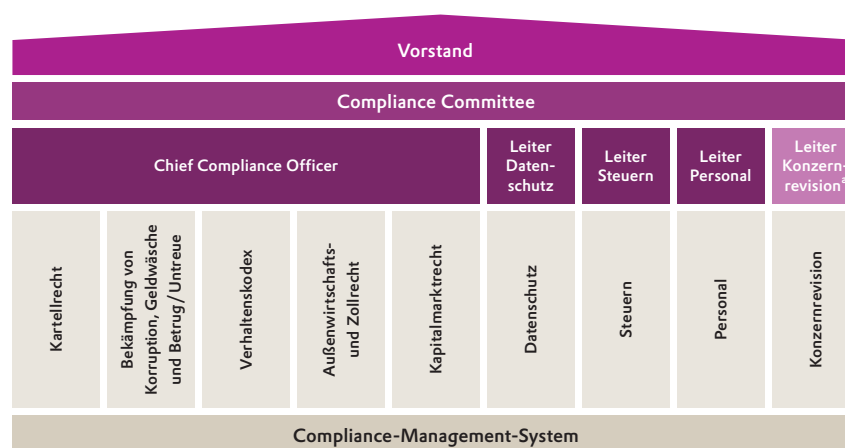 Vorstand
Compliance Committee
Chief Compliance Officer
Leiter
Daten-
schutz
Leiter
Steuern
Leiter
Personal
Leiter
Konzern-
revisionᵃ
Kartellrecht
Bekämpfung von
Korruption, Geldwäsche
und Betrug/Untreue
Verhaltenskodex
Außenwirtschafts-
und Zollrecht
Kapitalmarktrecht
Datenschutz
Steuern
Personal
Konzernrevision
Compliance-Management-System